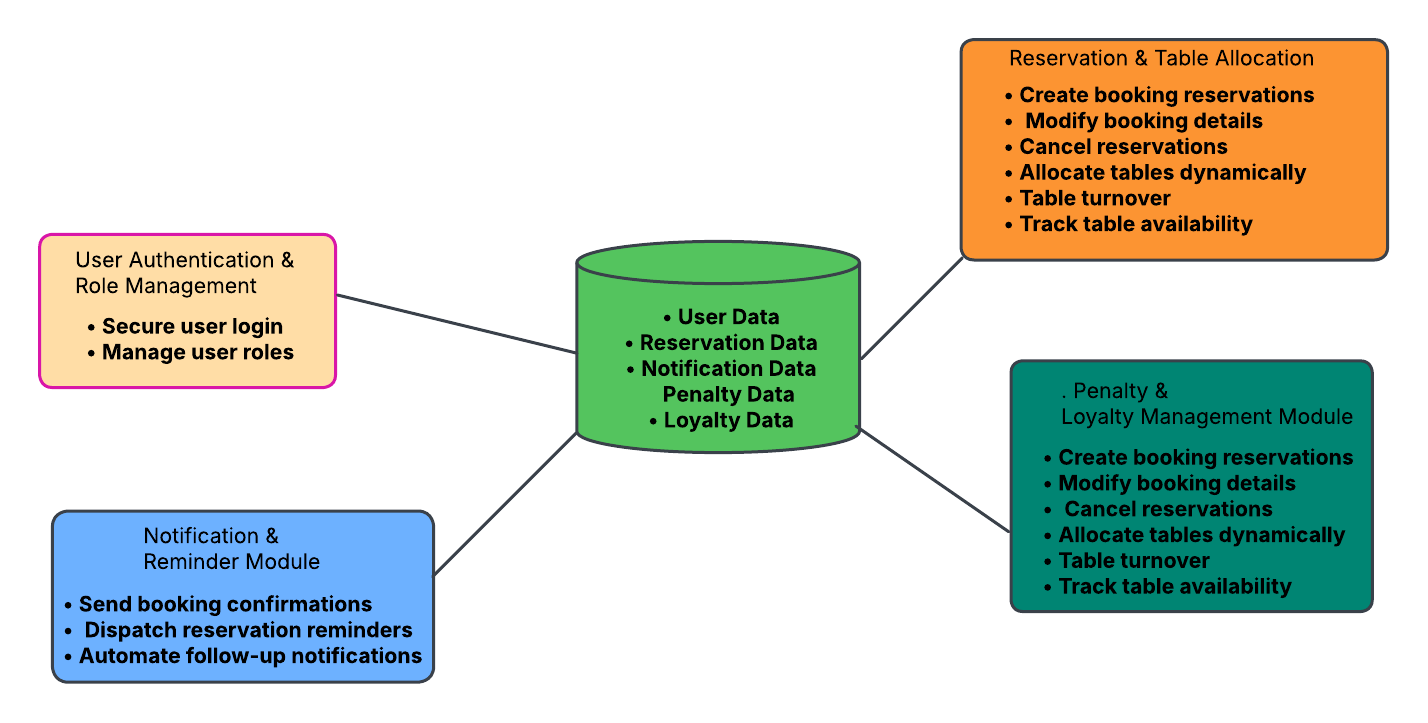 User Authentication &
Role Management
• Secure user login
• Manage user roles
Notification &
Reminder Module
• Send booking confirmations
• Dispatch reservation reminders
• Automate follow-up notifications
• User Data
• Reservation Data
• Notification Data
Penalty Data
• Loyalty Data
Reservation & Table Allocation
• Create booking reservations
• Modify booking details
• Cancel reservations
• Allocate tables dynamically
• Table turnover
• Track table availability
. Penalty &
Loyalty Management Module
• Create booking reservations
• Modify booking details
• Cancel reservations
• Allocate tables dynamically
• Table turnover
• Track table availability